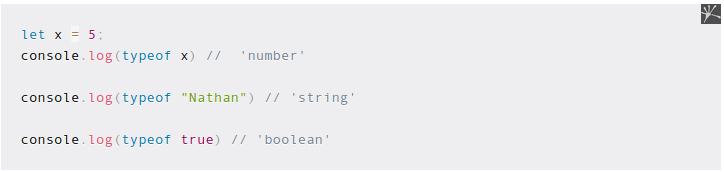 let x = 5;
console.log(typeof x) //  'number'
console.log(typeof "Nathan") // 'string'
console.log(typeof true) // 'boolean'